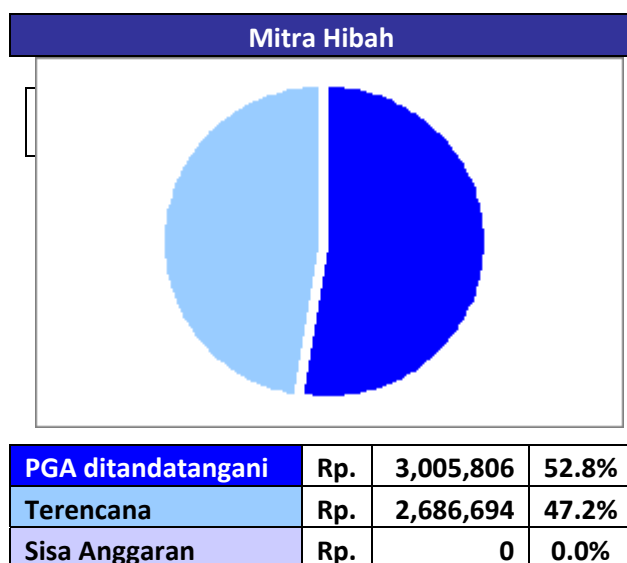 Mitra Hibah
PGA ditandatangani Rp. 3,005,806 52.8%
Terencana Rp. 2,686,694 47.2%
Sisa Anggaran Rp. 0 0.0%